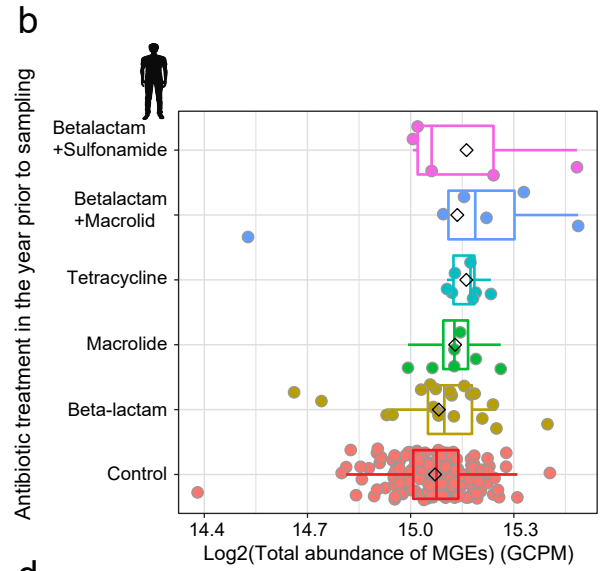 b
Antibiotic treatment in the year prior to sampling
Betalactam
+Sulfonamide
Betalactam
+Macrolid
Tetracycline
Macrolide
Beta-lactam
Control
14.4 14.7 15.0 15.3
Log2(Total abundance of MGEs) (GCPM)